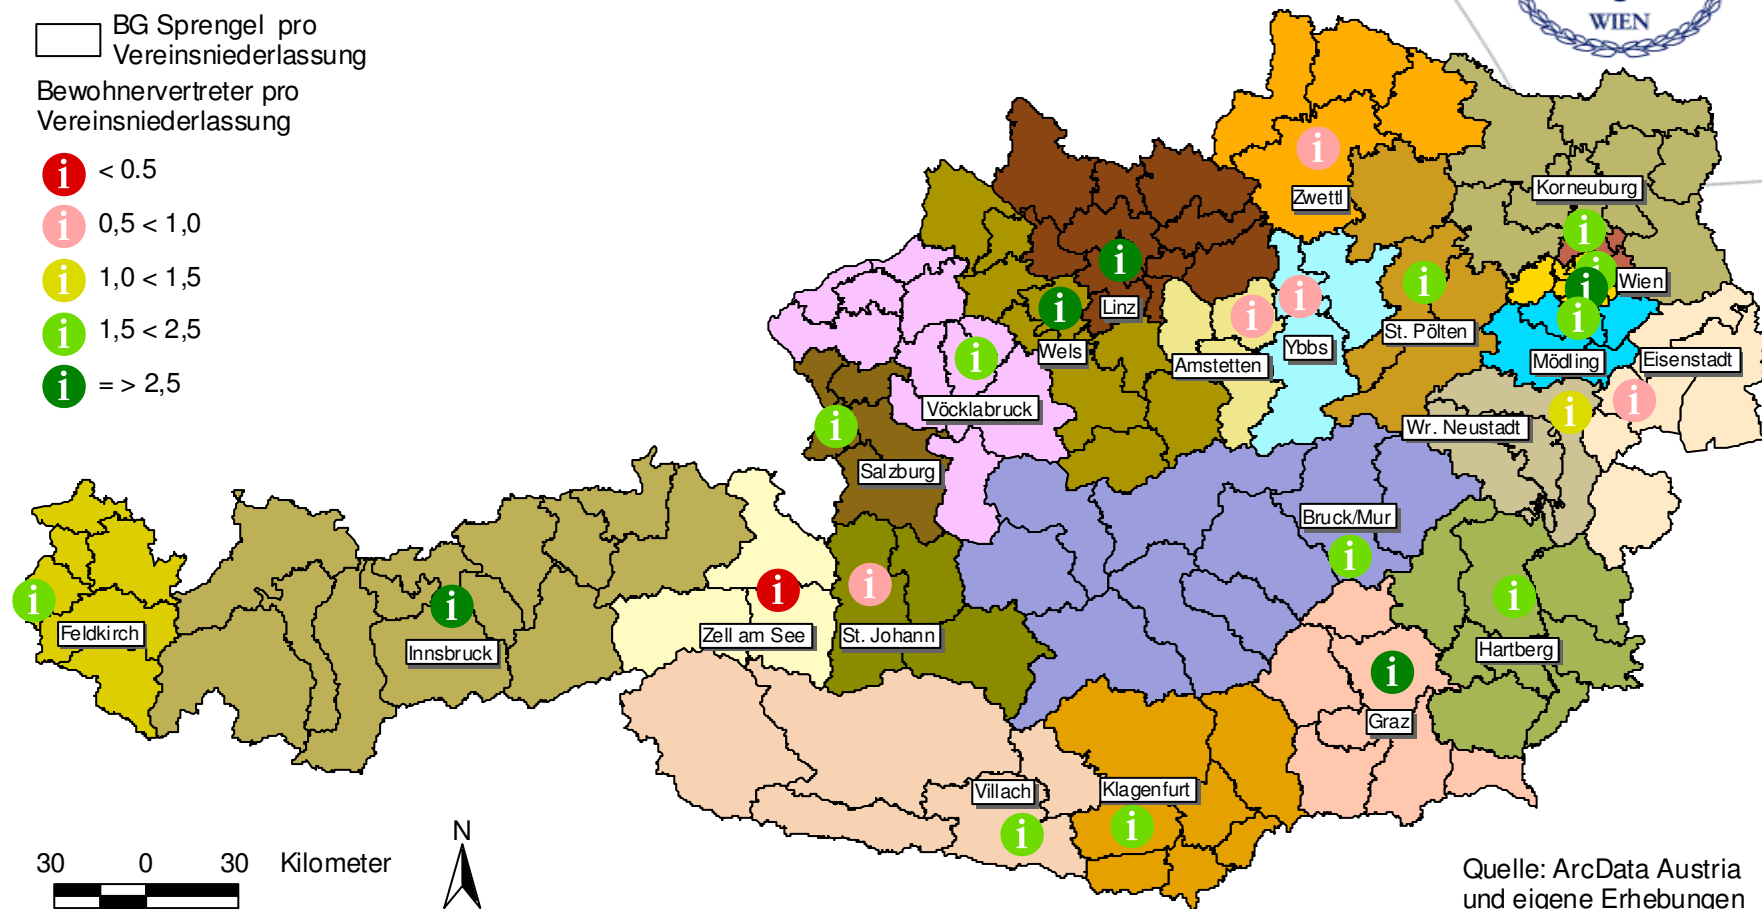 BG Sprengel pro
Vereinsniederlassung
Bewohnervertreter pro
Vereinsniederlassung
i < 0.5
i 0,5 < 1,0
i 1,0 < 1,5
i 1,5 < 2,5
i = > 2,5
WIEN
i
Zwettl
Korneuburg
i
i
i
Wien
i
Linz
i
Wels
i
Amstetten
i
Ybbs
i
St. Pölten
i
Mödling
Eisenstadt
i
i
Wr. Neustadt
i
Vöcklabruck
i
Salzburg
Bruck/Mur
i
i
Feldkirch
i
Innsbruck
i
Zell am See
i
St. Johann
i
Hartberg
i
Graz
Villach
i
Klagenfurt
i
30 0 30 Kilometer
N
Quelle: ArcData Austria
und eigene Erhebungen